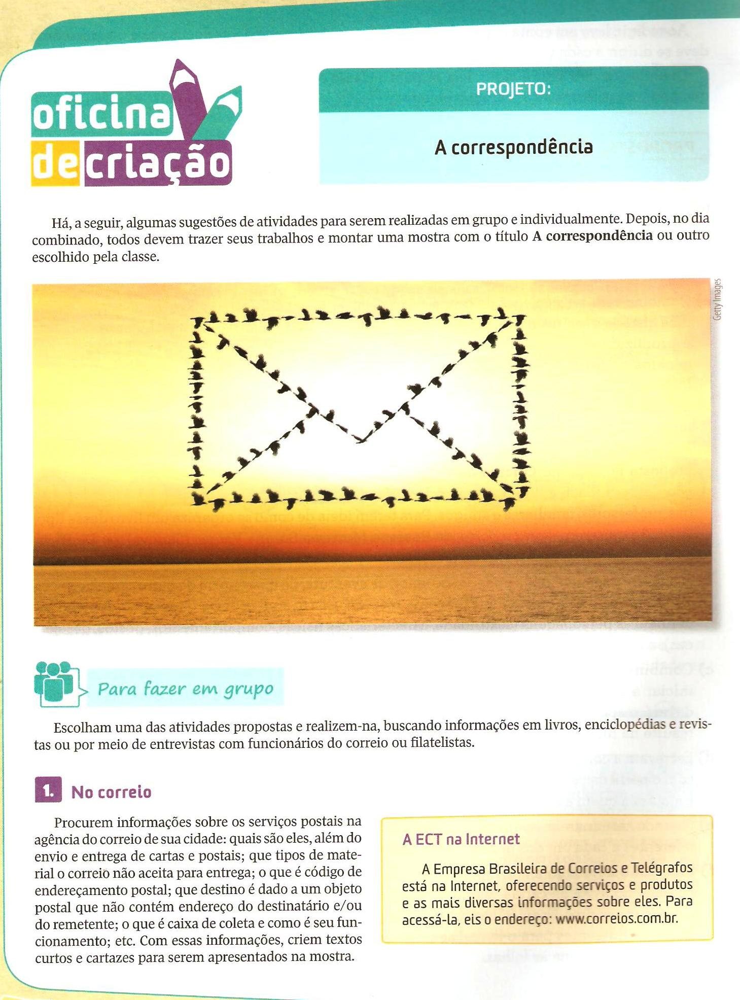 oficina
de criação
PROJETO:
A correspondência
Há, a seguir, algumas sugestões de atividades para serem realizadas em grupo e individualmente. Depois, no dia
combinado, todos devem trazer seus trabalhos e montar uma mostra com o título A correspondência ou outro
escolhido pela classe.
Getty Images
Para fazer em grupo
Escolham uma das atividades propostas e realizem-na, buscando informações em livros, enciclopédias e revis-
tas ou por meio de entrevistas com funcionários do correio ou filatelistas.
1. No correio
Procurem informações sobre os serviços postais na
agência do correio de sua cidade: quais são eles, além do
envio e entrega de cartas e postais; que tipos de mate-
rial o correio não aceita para entrega; o que é código de
endereçamento postal; que destino é dado a um objeto
postal que não contém endereço do destinatário e/ou
do remetente; o que é caixa de coleta e como é seu fun-
cionamento; etc. Com essas informações, criem textos
curtos e cartazes para serem apresentados na mostra.
A ECT na Internet
A Empresa Brasileira de Correios e Telégrafos
está na Internet, oferecendo serviços e produtos
e as mais diversas informações sobre eles. Para
acessá-la, eis o endereço: www.correios.com.br.